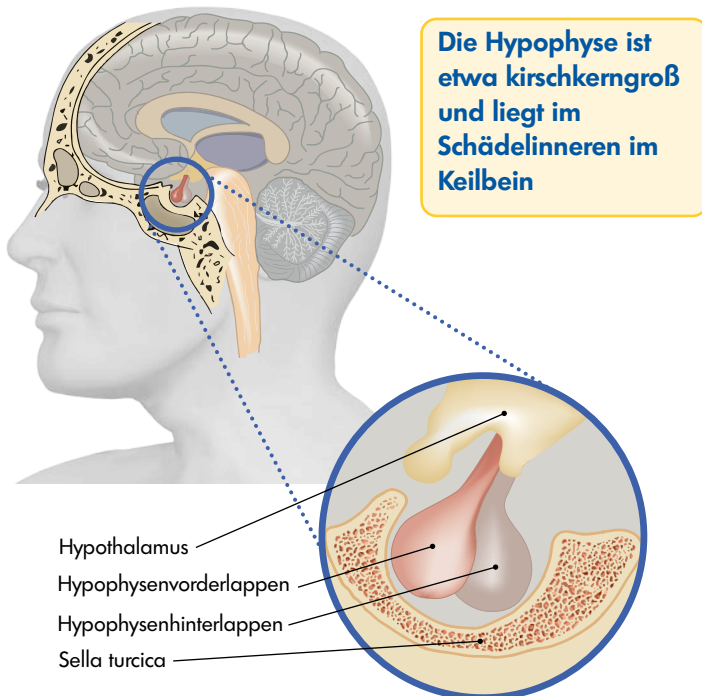 Die Hypophyse ist
etwa kirschkerngroß
und liegt im
Schädelinneren im
Keilbein
Hypothalamus
Hypophysenvorderlappen
Hypophysenhinterlappen
Sella turcica